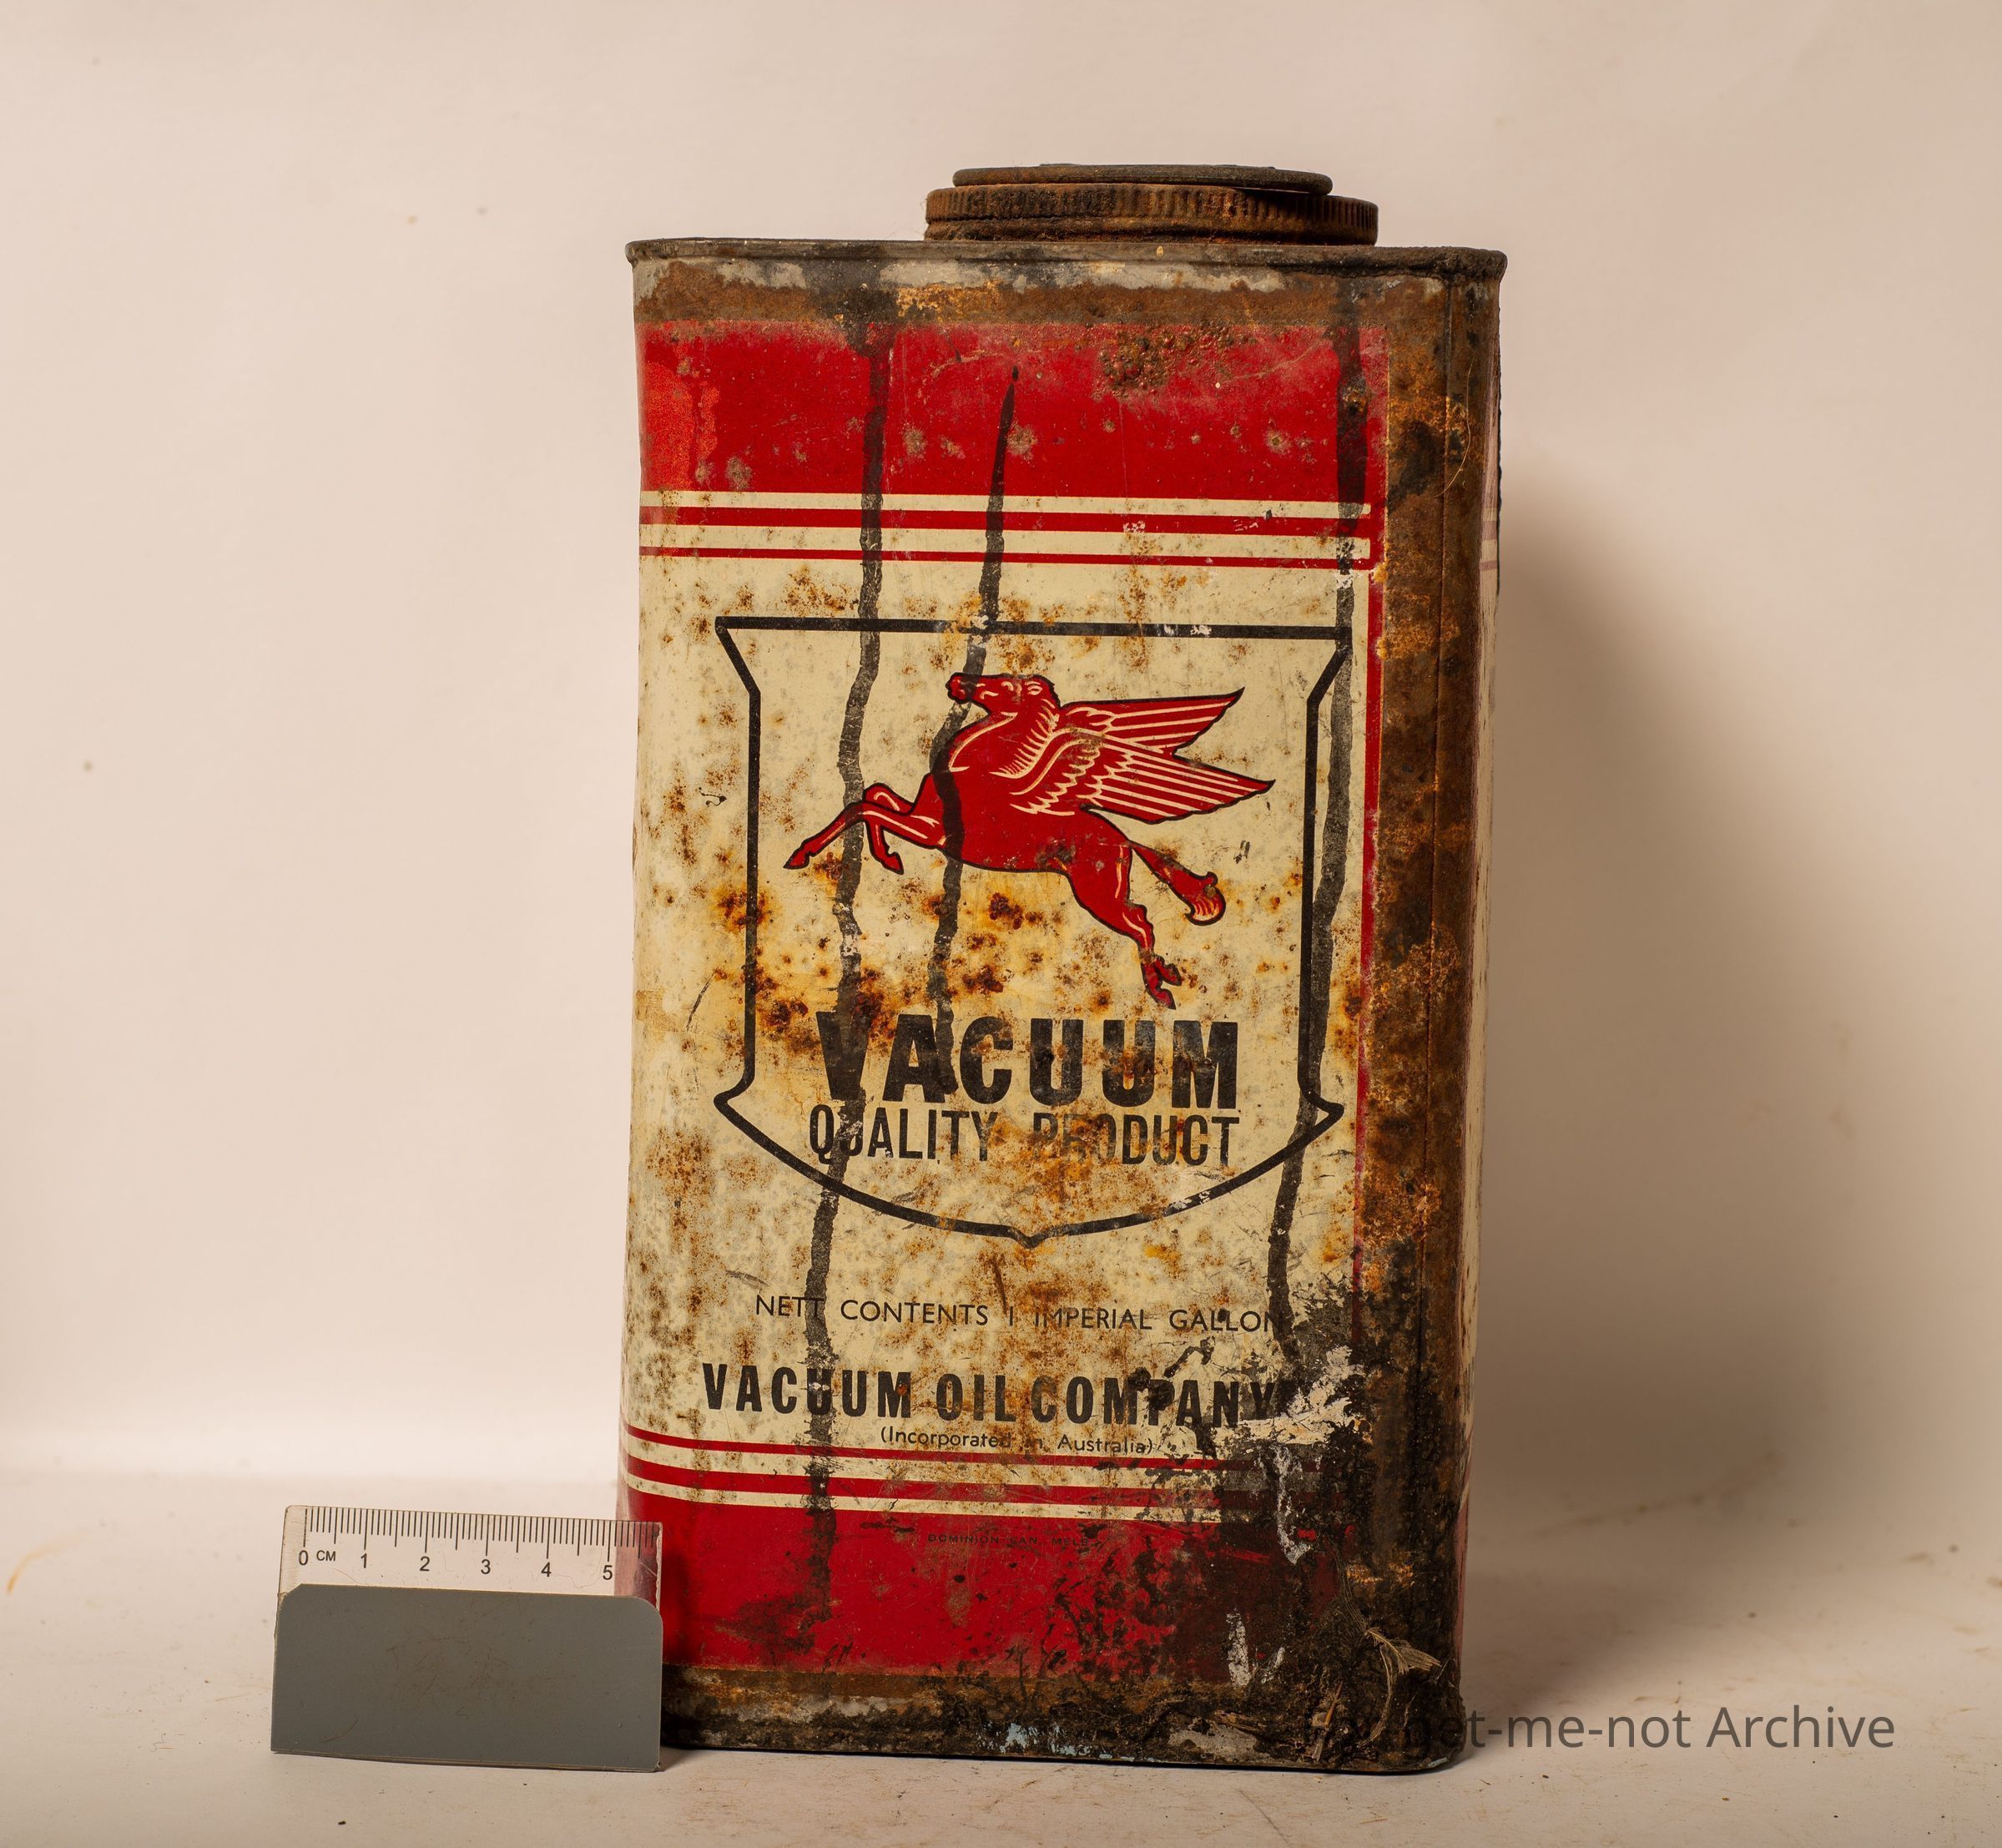 VACUUM
QUALITY PRODUCT
NETT CONTENTS 1 IMPERIAL GALLON
VACUUM OIL COMPANY
(Incorporated in Australia)
DOMINION CAN MELB
0 CM 1 2 3 4 5
get-me-not Archive